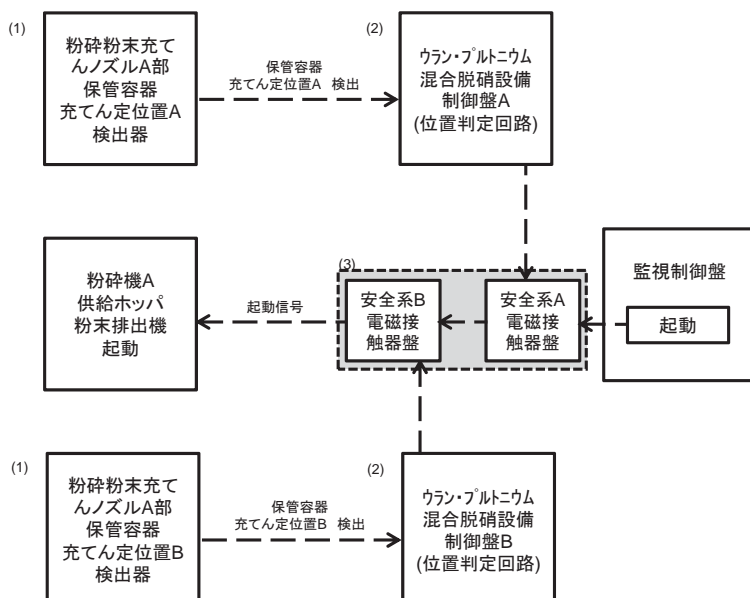 (1)
粉砕粉末充て
んノズルA部
保管容器
充てん定位置A
検出器
保管容器
充てん定位置A 検出
(2)
ウラン・プルトニウム
混合脱硝設備
制御盤A
(位置判定回路)
粉砕機A
供給ホッパ
粉末排出機
起動
起動信号
(3)
安全系B
電磁接
触器盤
安全系A
電磁接
触器盤
監視制御盤
起動
(1)
粉砕粉末充て
んノズルA部
保管容器
充てん定位置B
検出器
保管容器
充てん定位置B 検出
(2)
ウラン・プルトニウム
混合脱硝設備
制御盤B
(位置判定回路)